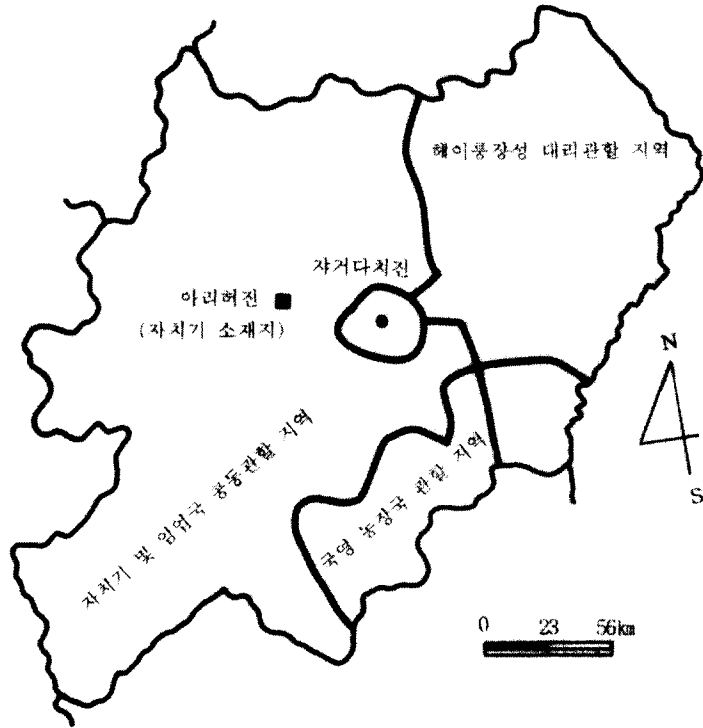 헤이룽장성 대리관할 지역
쟈거다치진
아리허진
(자치기 소재지)
N
S
자치기 및 임업국 공동관할 지역
국영 농장국 관할 지역
0 23 56㎞